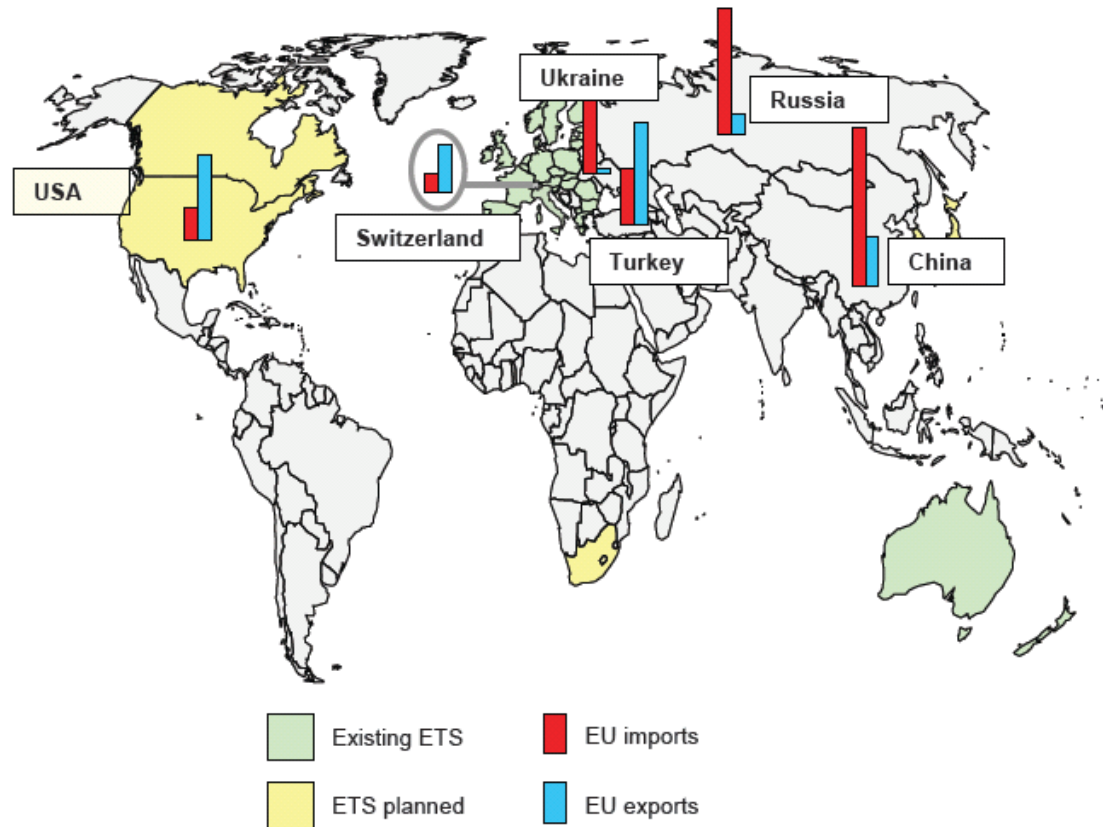 Ukraine
Russia
USA
Switzerland
Turkey
China
Existing ETS
EU imports
ETS planned
EU exports